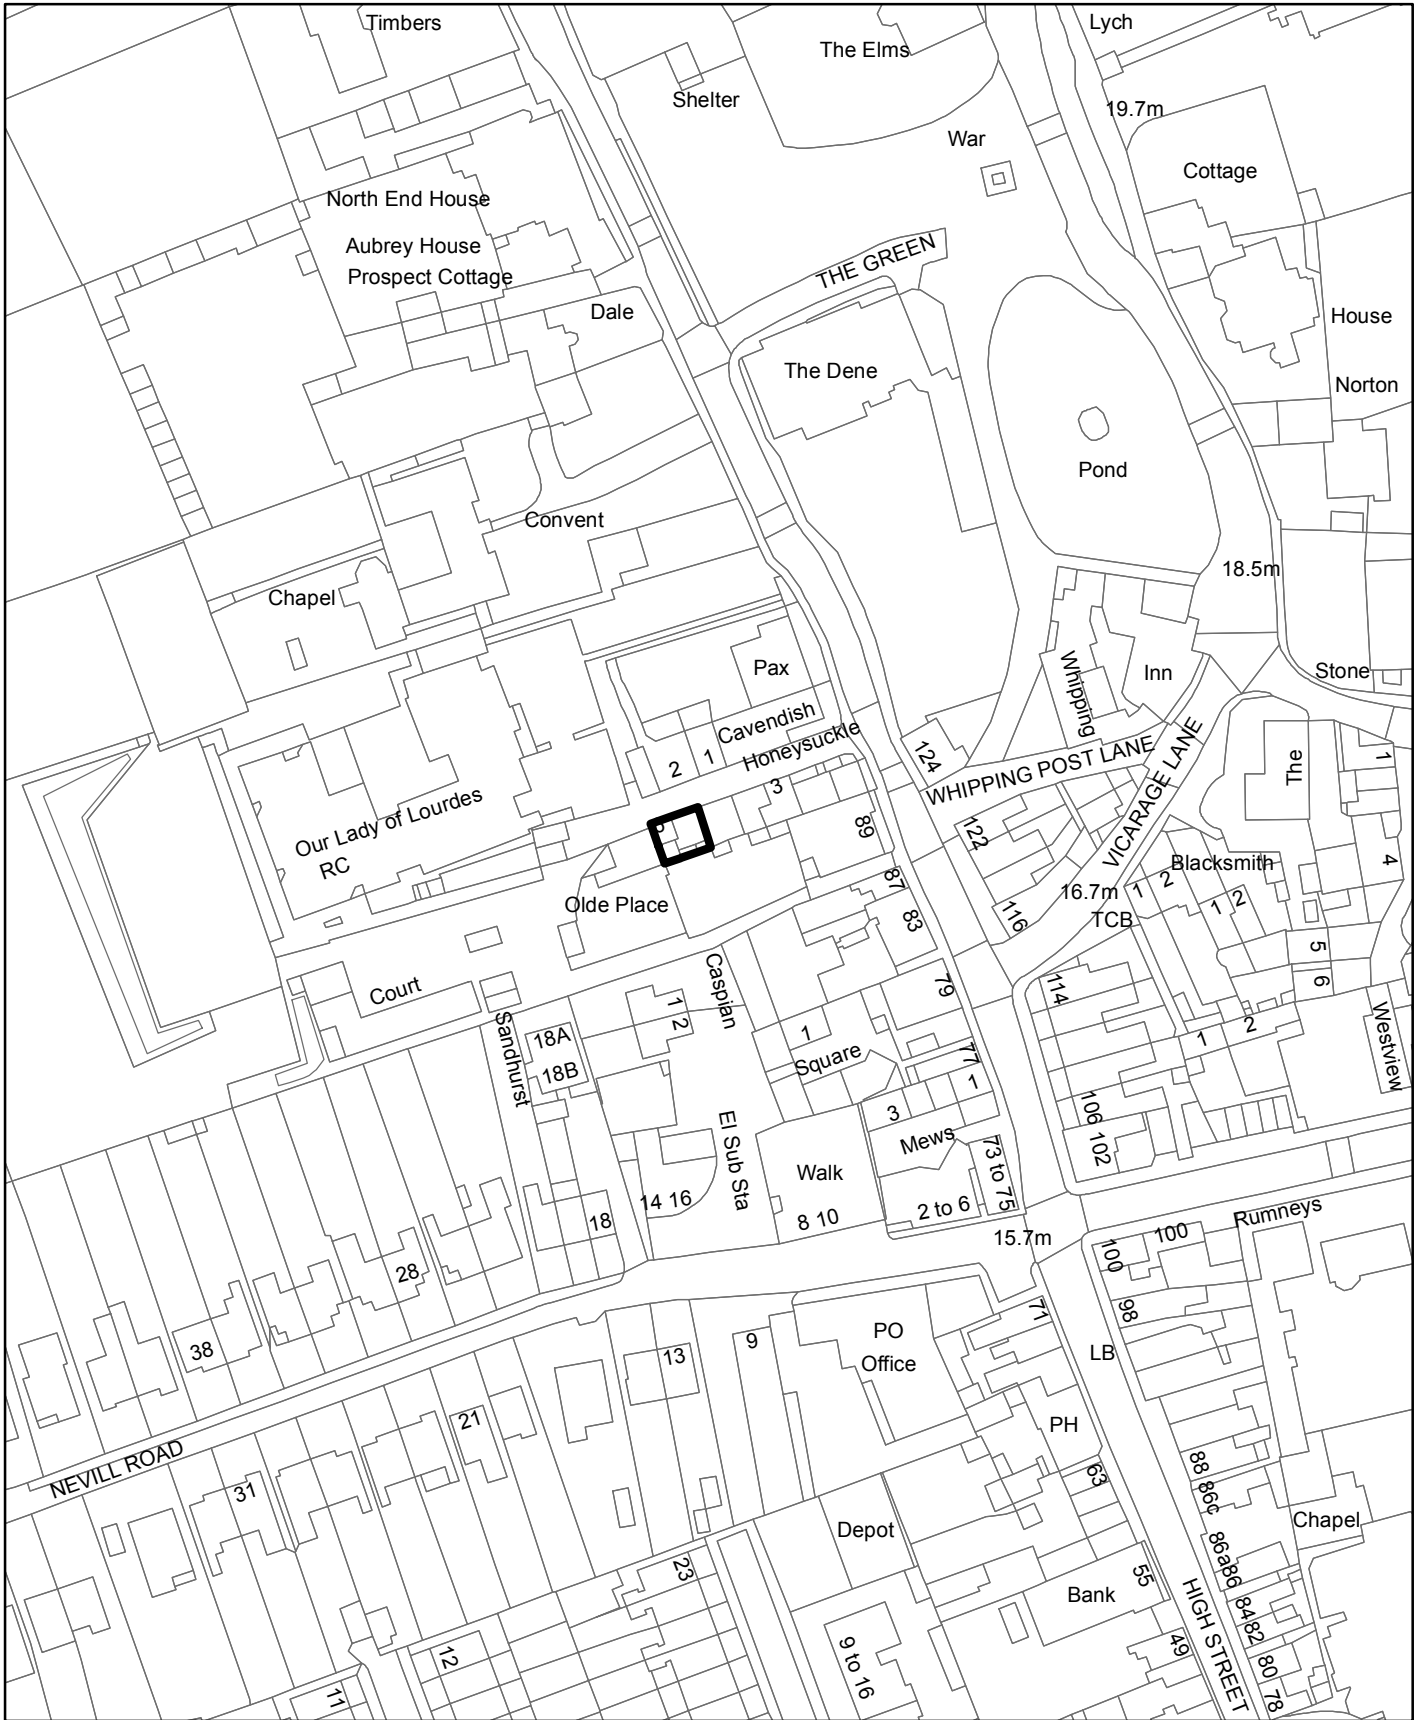 Timbers
The Elms
Lych
Shelter
19.7m
War
Cottage
North End House
Aubrey House
Prospect Cottage
THE GREEN
Dale
House
The Dene
Norton
Pond
Convent
18.5m
Chapel
Pax
Whipping
Inn
Stone
Cavendish
Honeysuckle
2
1
3
124
WHIPPING POST LANE
VICARAGE LANE
The
1
Our Lady of Lourdes
RC
89
122
Blacksmith
4
Olde Place
87
83
116
16.7m
TCB
1
2
1
2
5
6
Court
Sandhurst
Caspian
79
114
1
2
18A
18B
1
Square
77
1
1
2
Westview
3
Mews
106
102
El Sub Sta
Walk
73 to 75
14 16
18
8 10
2 to 6
15.7m
Rumneys
100
100
28
38
71
98
PO
Office
13
9
LB
21
PH
NEVILL ROAD
31
63
88
86c
Depot
Chapel
86a
86
23
Bank
55
HIGH STREET
84
82
12
9 to 16
49
80
11
78